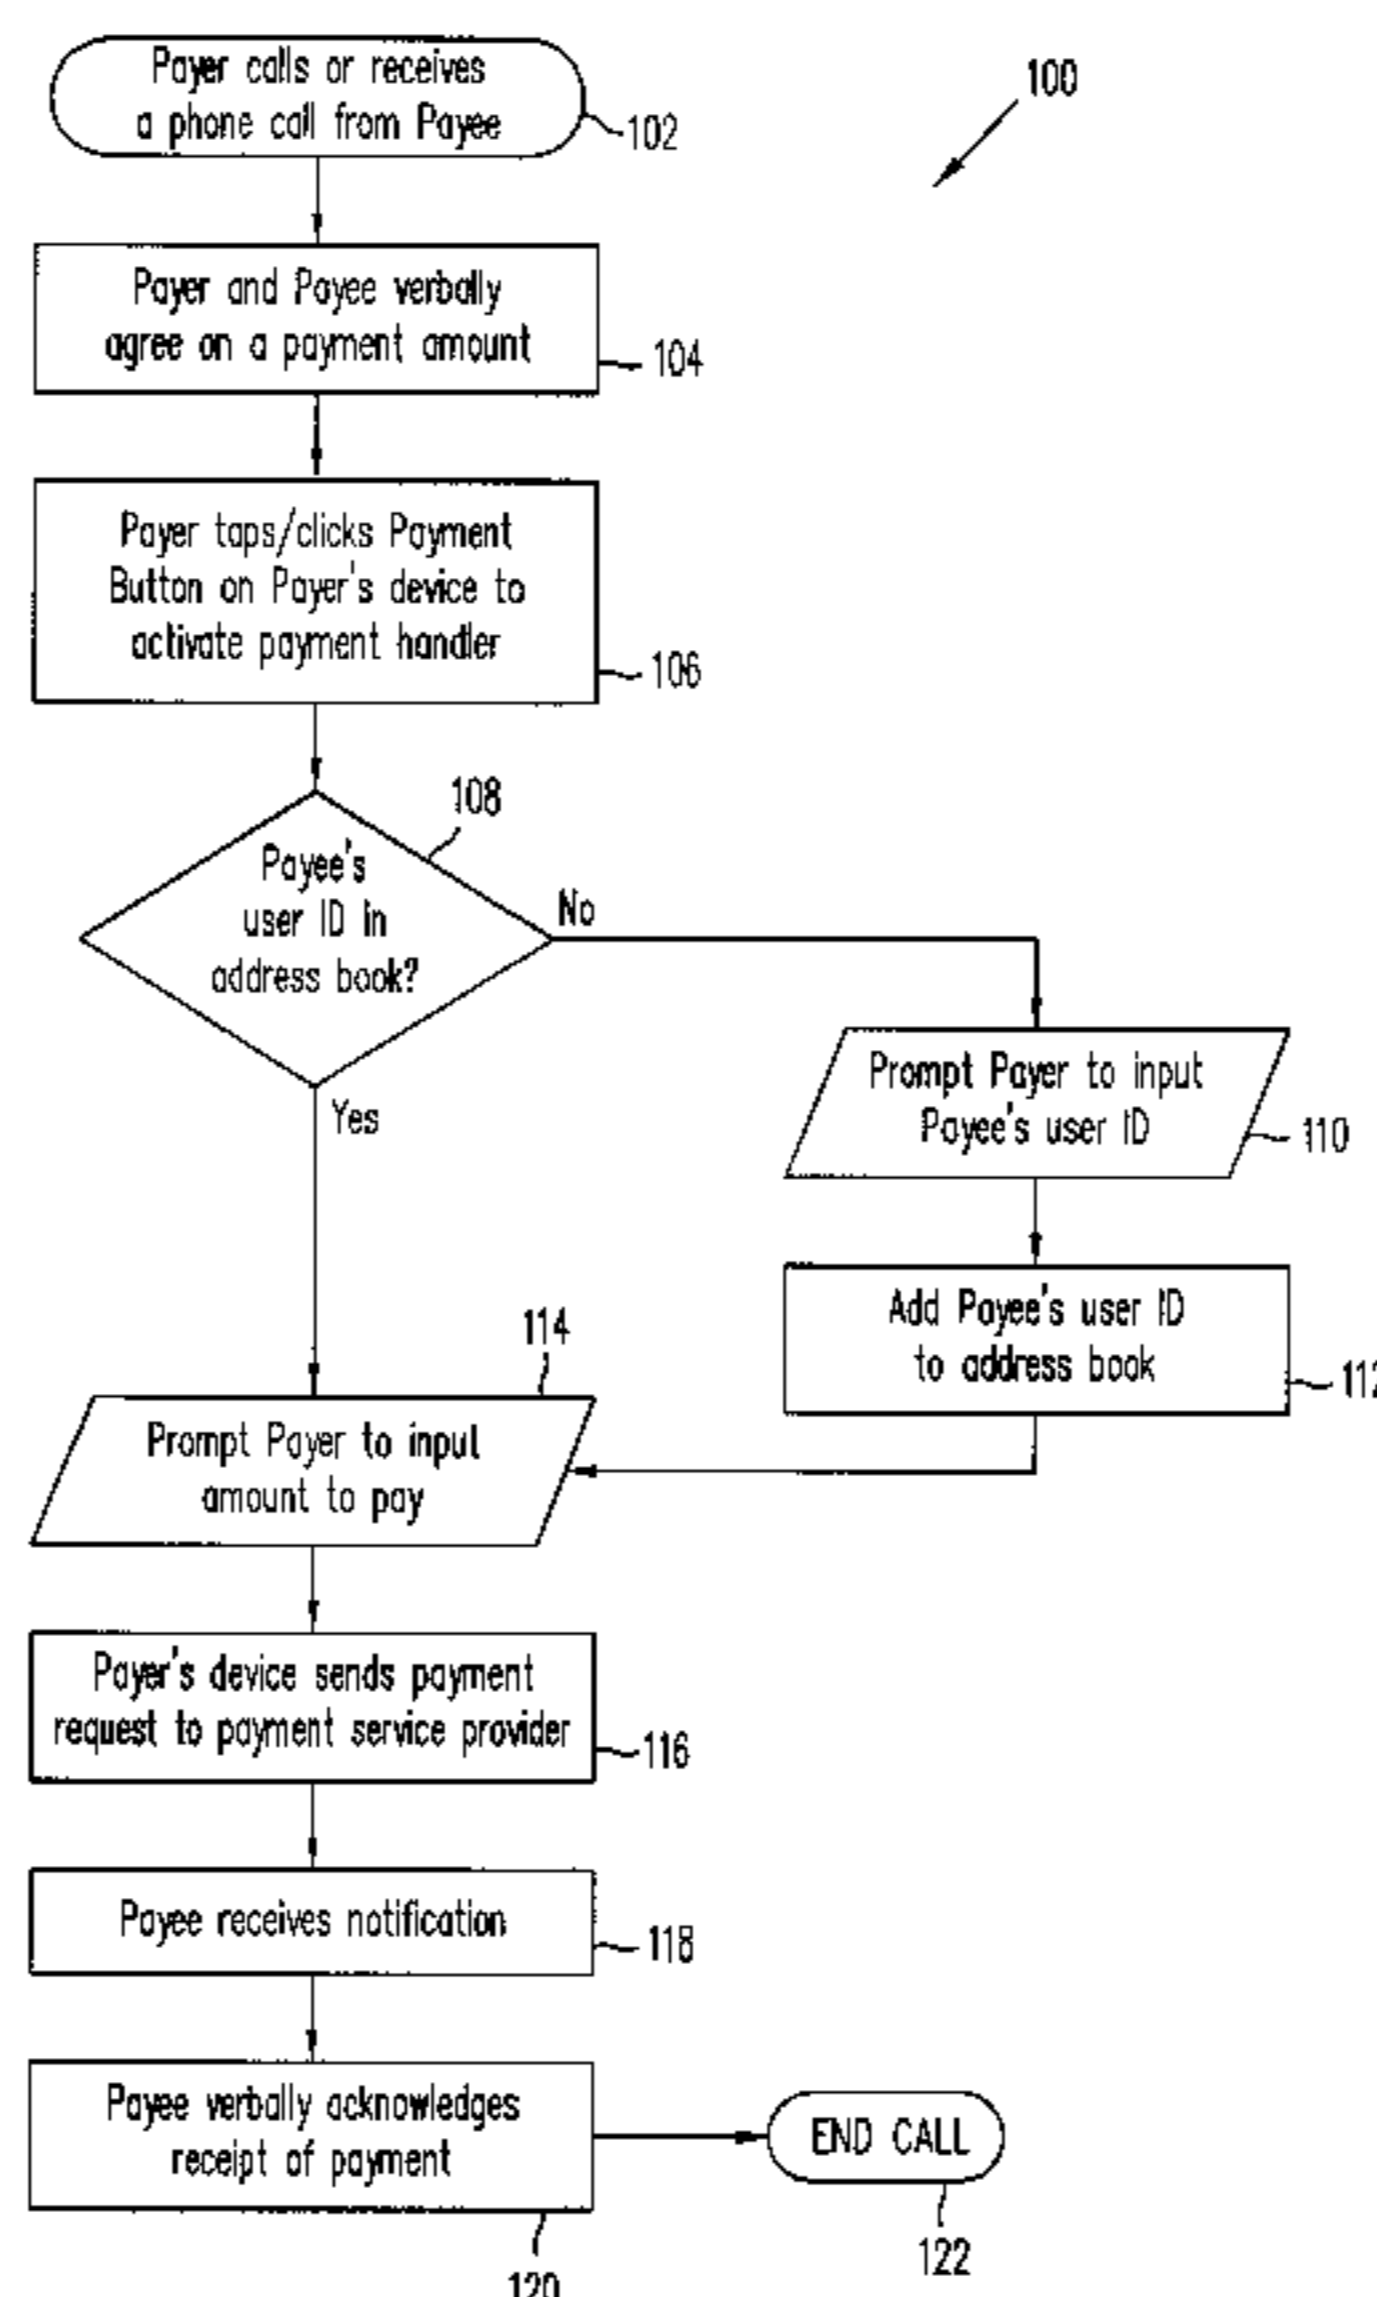 Payer calls or receives
a phone call from Payee
102
100
Payer and Payee verbally
agree on a payment amount
104
Payer taps/clicks Payment
Button on Payer's device to
activate payment handler
106
108
Payee's
user ID in
address book?
No
Yes
Prompt Payer to input
Payee's user ID
110
Add Payee's user ID
to address book
112
114
Prompt Payer to input
amount to pay
Payer's device sends payment
request to payment service provider
116
Payee receives notification
118
Payee verbally acknowledges
receipt of payment
120
END CALL
122